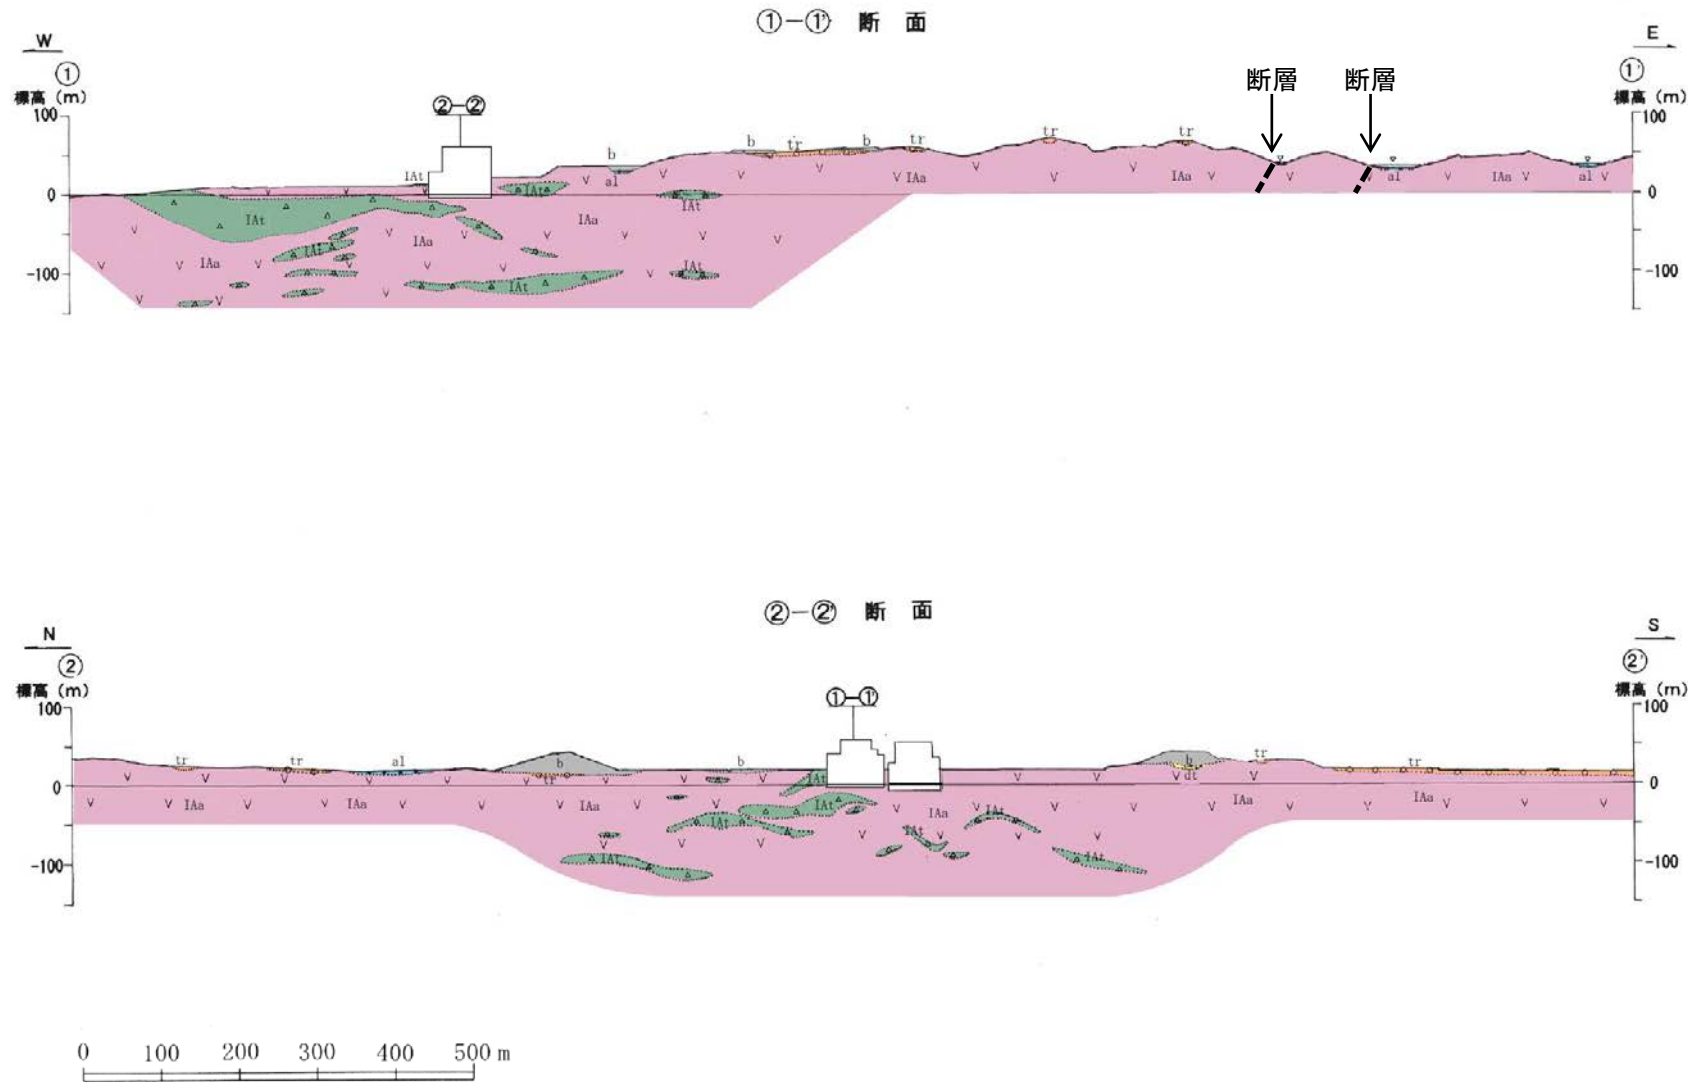 ①−①' 断 面
W
E
①
①'
標高 (m)
標高 (m)
断層
断層
②−②'
100
100
0
0
-100
-100
b
b
tr
b
tr
tr
tr
IAt
IAt
al
IAa
IAa
al
IAa
al
IAt
IAt
IAa
IAa
IAt
IAa
IAt
IAt
②−②' 断 面
N
S
②
②'
標高 (m)
標高 (m)
①−①'
100
100
0
0
-100
-100
tr
tr
al
b
tr
b
IAt
b
dt
tr
tr
IAa
IAa
IAa
IAt
IAt
IAa
IAt
IAt
IAa
IAa
IAt
IAt
0 100 200 300 400 500 m